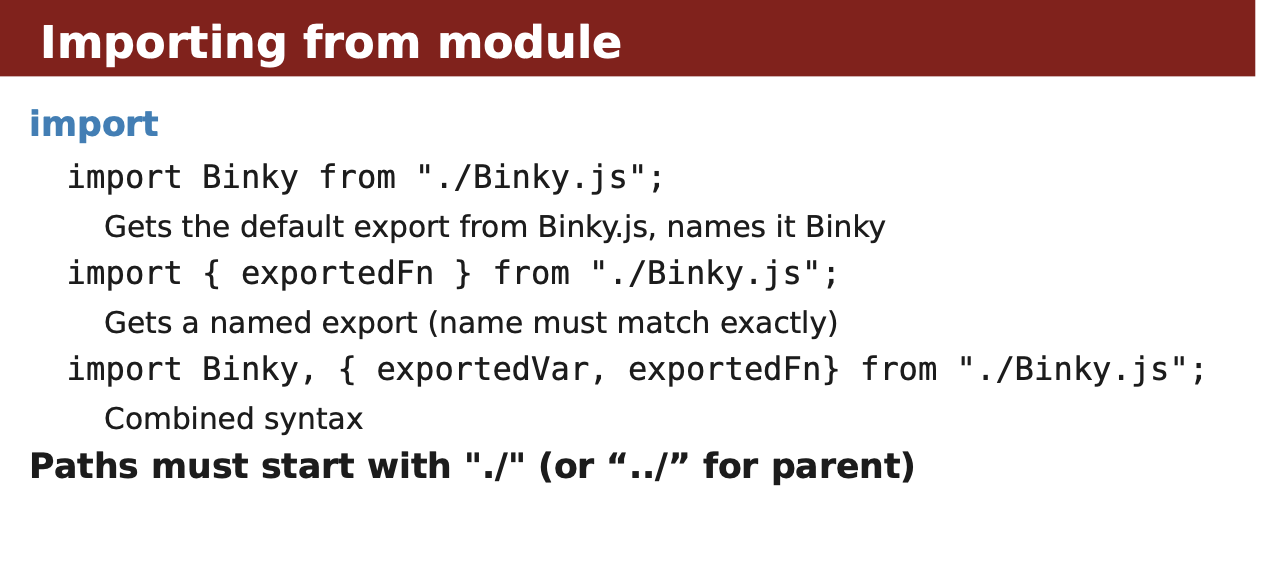 Importing from module
import
import Binky from "./Binky.js";
Gets the default export from Binky.js, names it Binky
import { exportedFn } from "./Binky.js";
Gets a named export (name must match exactly)
import Binky, { exportedVar, exportedFn} from "./Binky.js";
Combined syntax
Paths must start with "./" (or “../” for parent)